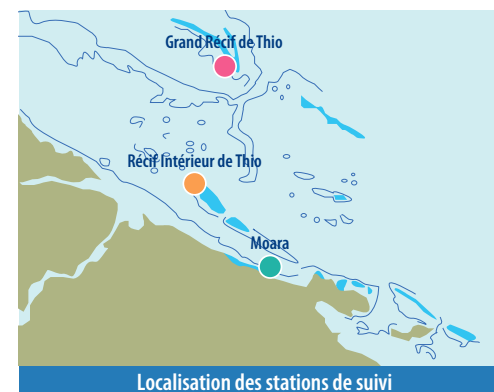 Grand Récif de Thio
Récif Intérieur de Thio
Moara
Localisation des stations de suivi